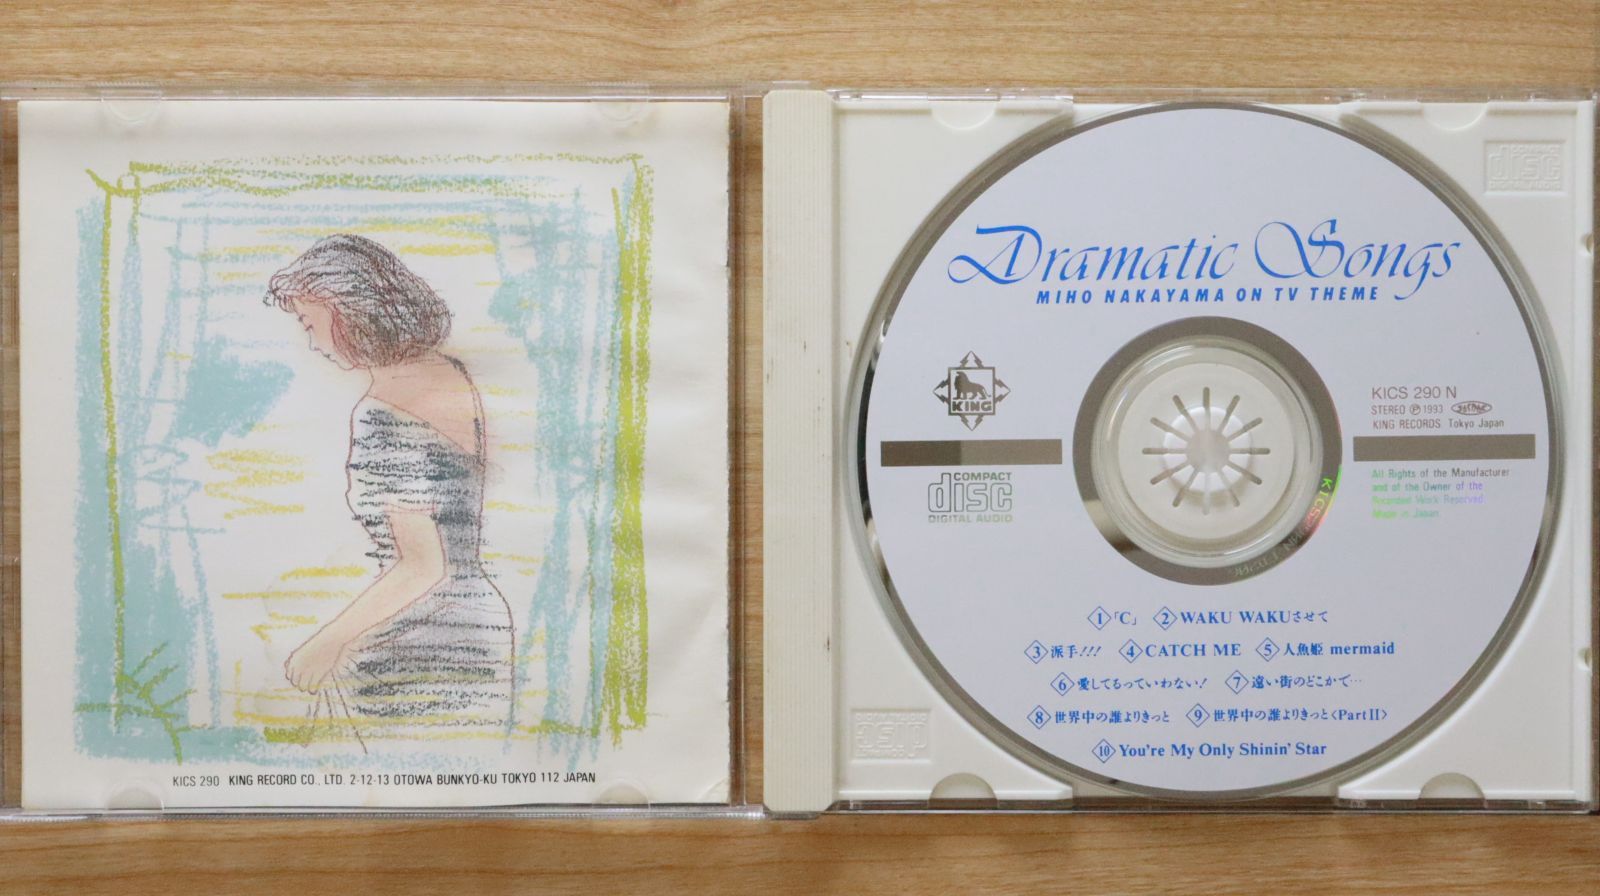 KICS 290 KING RECORD CO., LTD. 2-12-13 OTOWA BUNKYO-KU TOKYO 112 JAPAN
COMPACT
disc
DIGITAL AUDIO
Dramatic Songs
MIHO NAKAYAMA ON TV THEME
KING
KICS 290 N
STEREO Ⓟ 1993
KING RECORDS Tokyo Japan
COMPACT
disc
DIGITAL AUDIO
All Rights of the Manufacturer
and of the Owner of the
Recorded Work Reserved
Made in Japan.
1「C」 2 WAKU WAKUさせて
3 派手!!! 4 CATCH ME 5 人魚姫 mermaid
6 愛してるっていわない! 7 遠い街のどこかで…
8 世界中の誰よりきっと 9 世界中の誰よりきっと〈Part II〉
10 You're My Only Shinin' Star
COMPACT
disc
DIGITAL AUDIO